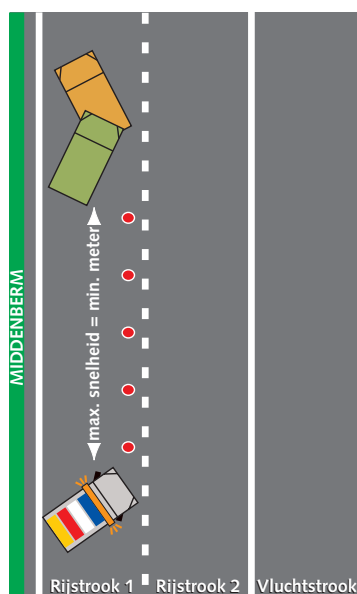 MIDDENBERM
max. snelheid = min. meter
Rijstrook 1
Rijstrook 2
Vluchtstrook